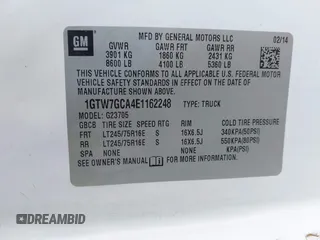 GM
MFD BY GENERAL MOTORS LLC
02/14
GVWR GAWR FRT GAWR RR
3901 KG 1860 KG 2431 KG
8600 LB 4100 LB 5360 LB
THIS VEHICLE CONFORMS TO ALL APPLICABLE
U.S. FEDERAL MOTOR VEHICLE SAFETY STANDARDS IN
EFFECT ON THE DATE OF MANUFACTURE SHOWN ABOVE.
1GTW7GCA4E1162248 TYPE: TRUCK
MODEL: G23705
GBCB TIRE SIZE SPEED RIM COLD TIRE PRESSURE
FRT LT245/75R16E S 16X6.5J 340KPA(50PSI)
RR LT245/75R16E S 16X6.5J 550KPA(80PSI)
SPA NONE NONE NONE KPA(PSI)
SEE OWNER'S MANUAL FOR MORE INFORMATION.
DREAMBID